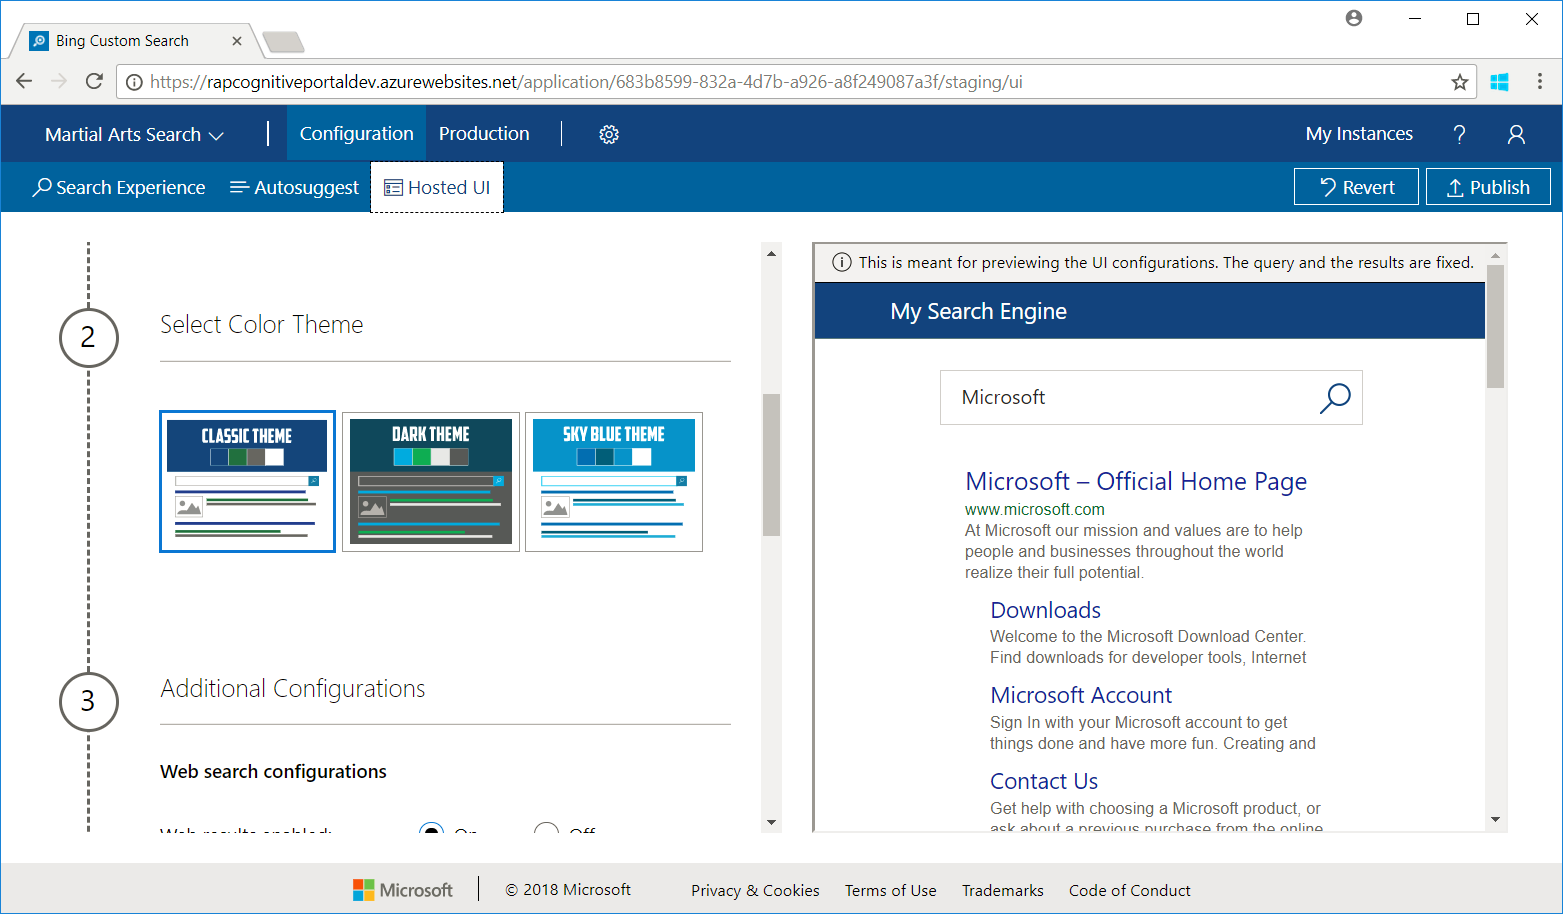 Bing Custom Search
https://rapcognitiveportaldev.azurewebsites.net/application/683b8599-832a-4d7b-a926-a8f249087a3f/staging/ui
Martial Arts Search
Configuration
Production
My Instances
?
Search Experience
Autosuggest
Hosted UI
Revert
Publish
2
Select Color Theme
CLASSIC THEME
DARK THEME
SKY BLUE THEME
3
Additional Configurations
Web search configurations
Web results enabled:
On
Off
This is meant for previewing the UI configurations. The query and the results are fixed.
My Search Engine
Microsoft
Microsoft – Official Home Page
www.microsoft.com
At Microsoft our mission and values are to help
people and businesses throughout the world
realize their full potential.
Downloads
Welcome to the Microsoft Download Center.
Find downloads for developer tools, Internet
Microsoft Account
Sign In with your Microsoft account to get
things done and have more fun. Creating and
Contact Us
Get help with choosing a Microsoft product, or
ask about a previous purchase from the online
Microsoft
© 2018 Microsoft
Privacy & Cookies
Terms of Use
Trademarks
Code of Conduct